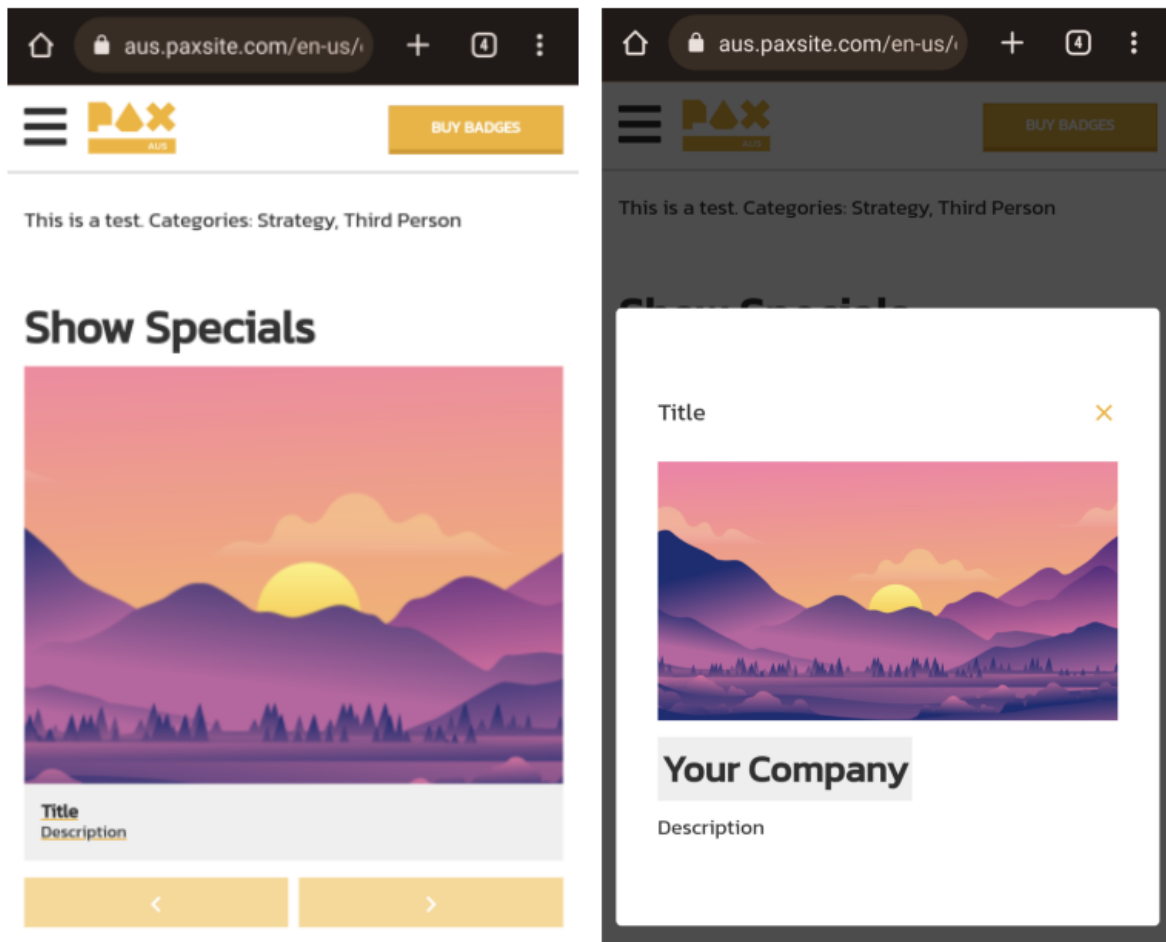 aus.paxsite.com/en-us/
4
PAX
AUS
BUY BADGES
This is a test. Categories: Strategy, Third Person
Show Specials
Title
Description
aus.paxsite.com/en-us/
4
PAX
AUS
BUY BADGES
This is a test. Categories: Strategy, Third Person
Show Specials
Title
Your Company
Description